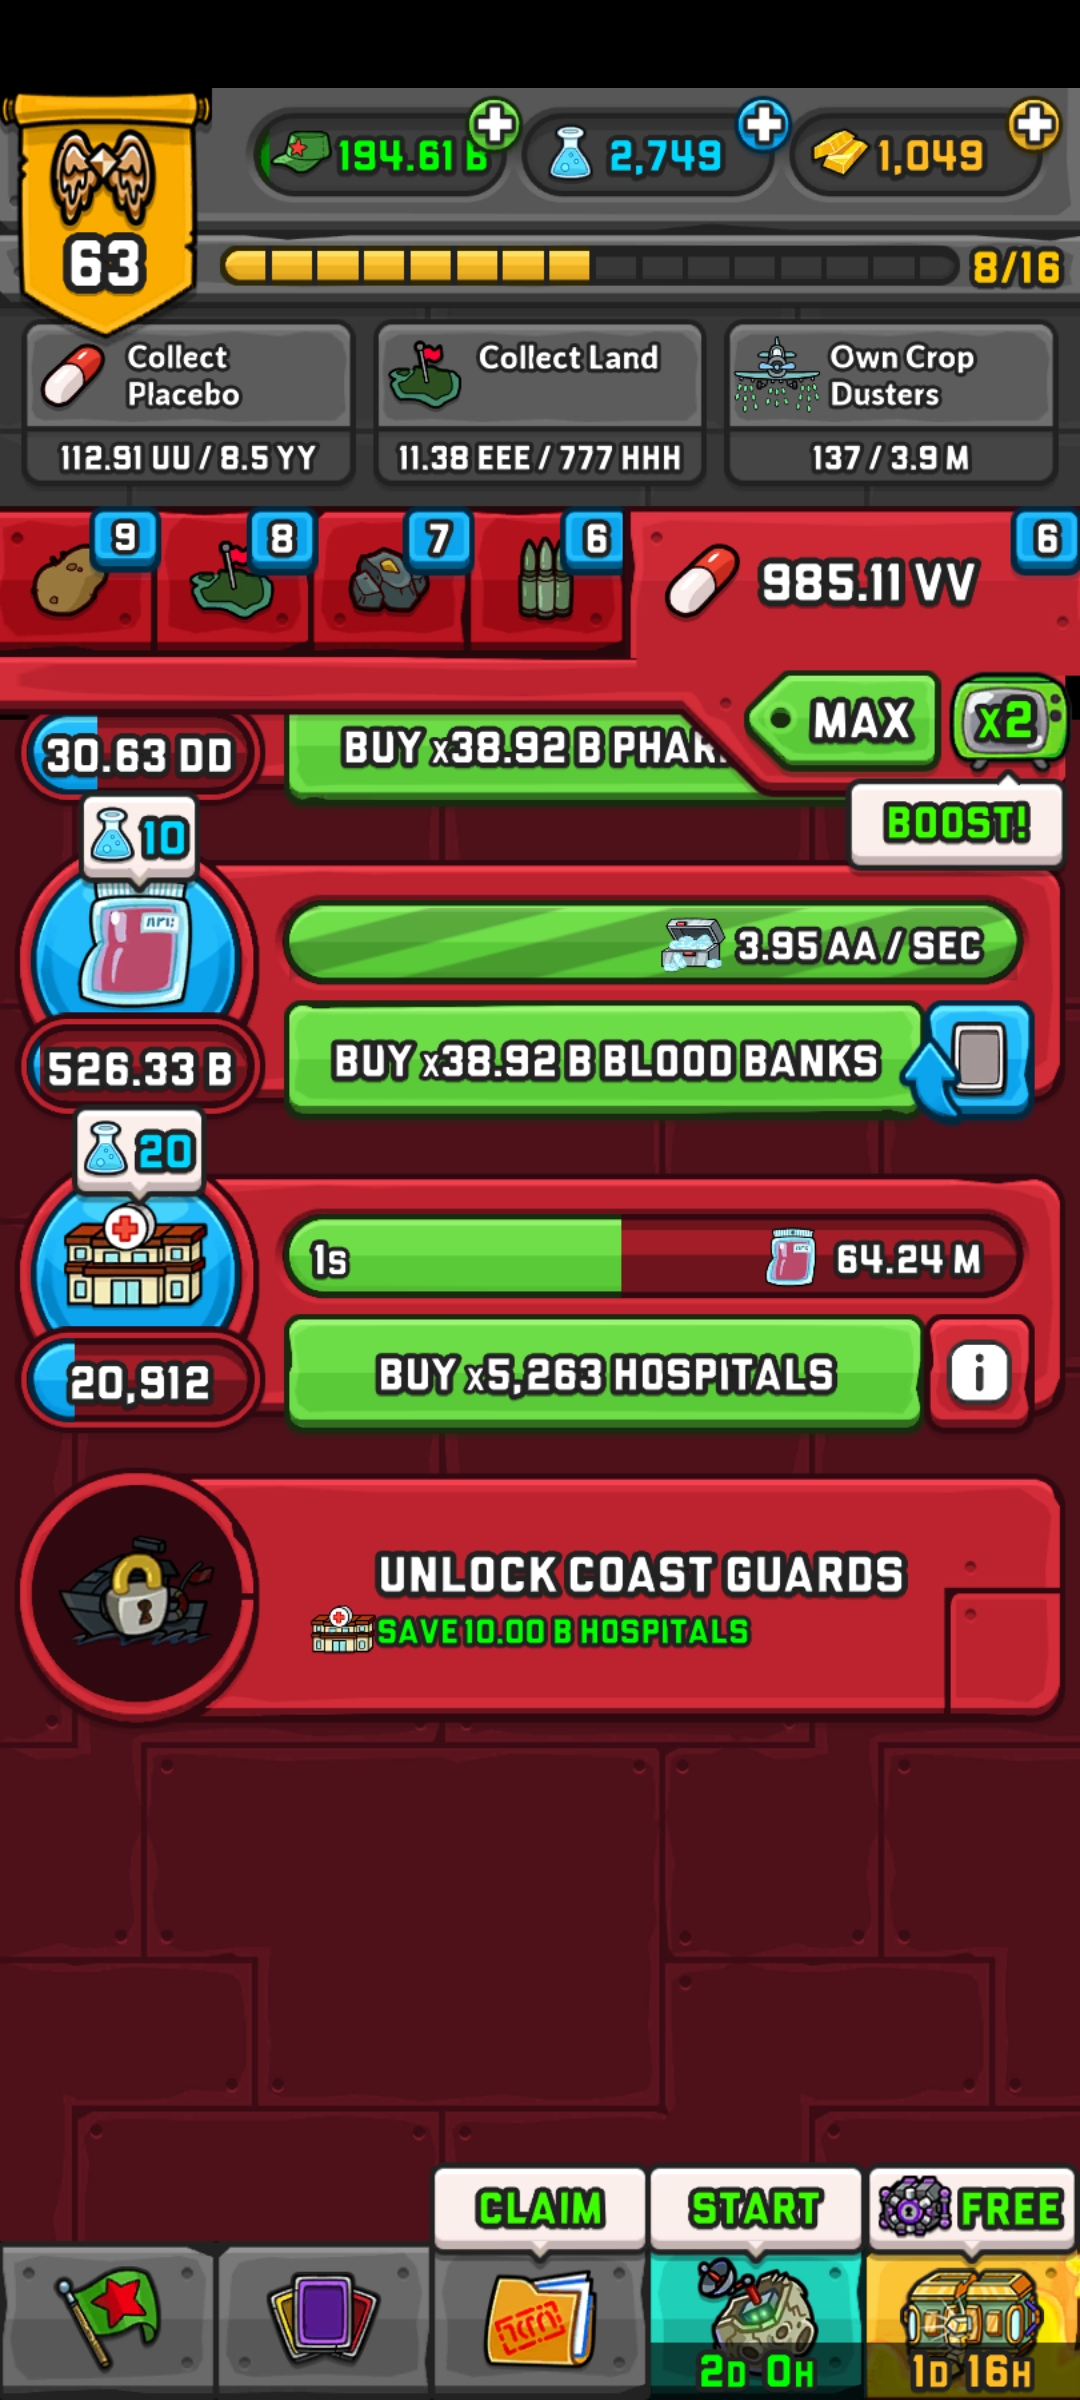 194.61 B
2,749
1,049
63
8/16
Collect
Placebo
112.91 UU / 8.5 YY
Collect Land
11.38 EEE / 777 HHH
Own Crop
Dusters
137 / 3.9 M
9
8
7
6
985.11 VV
6
MAX
x2
BOOST!
30.63 DD
BUY x38.92 B PHAR
10
3.95 AA / SEC
526.33 B
BUY x38.92 B BLOOD BANKS
20
1s
64.24 M
20,912
BUY x5,263 HOSPITALS
i
UNLOCK COAST GUARDS
SAVE 10.00 B HOSPITALS
CLAIM
START
FREE
2D 0H
1D 16H